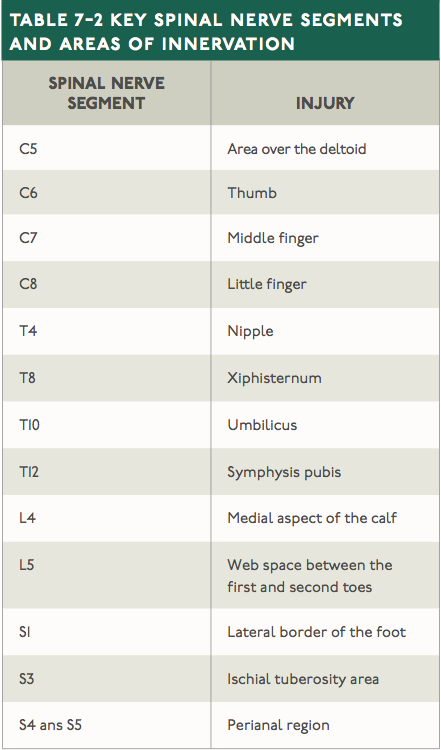 TABLE 7-2 KEY SPINAL NERVE SEGMENTS
AND AREAS OF INNERVATION
SPINAL NERVE
SEGMENT
INJURY
C5 Area over the deltoid
C6 Thumb
C7 Middle finger
C8 Little finger
T4 Nipple
T8 Xiphisternum
T10 Umbilicus
T12 Symphysis pubis
L4 Medial aspect of the calf
L5 Web space between the
first and second toes
S1 Lateral border of the foot
S3 Ischial tuberosity area
S4 ans S5 Perianal region